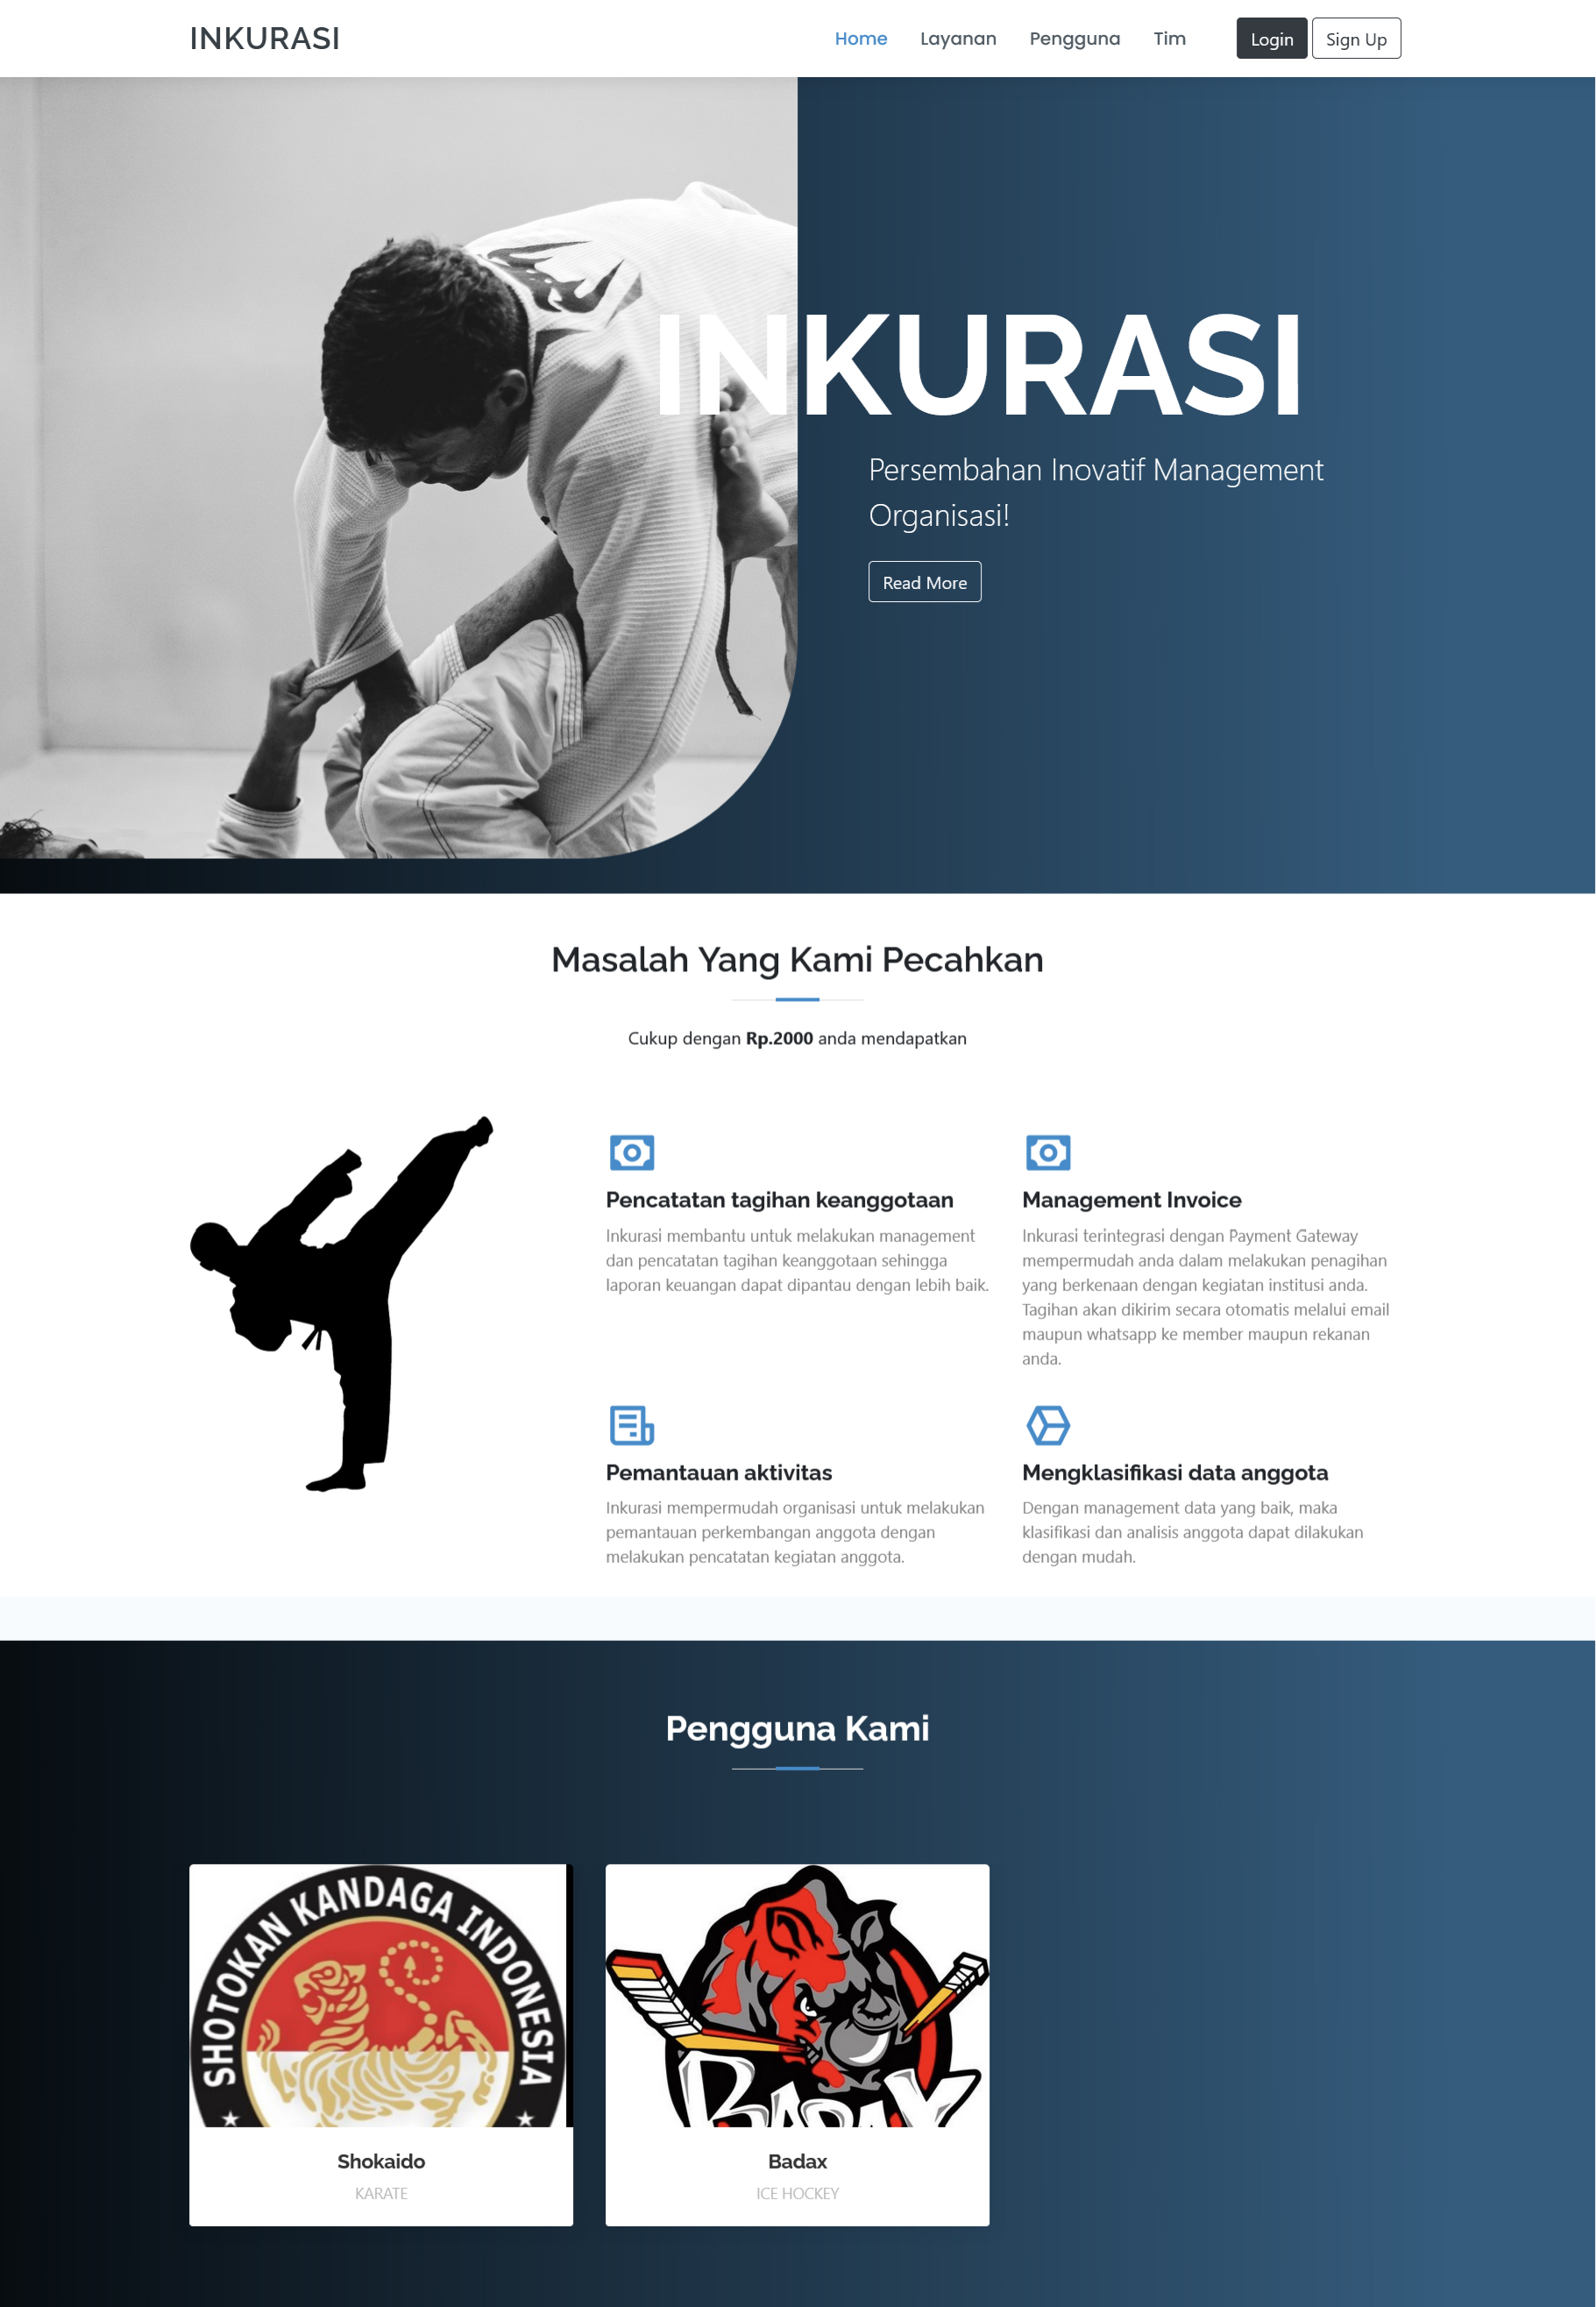 INKURASI
Home Layanan Pengguna Tim Login Sign Up
INKURASI
Persembahan Inovatif Management
Organisasi!
Read More
Masalah Yang Kami Pecahkan
Cukup dengan Rp.2000 anda mendapatkan
Pencatatan tagihan keanggotaan
Inkurasi membantu untuk melakukan management
dan pencatatan tagihan keanggotaan sehingga
laporan keuangan dapat dipantau dengan lebih baik.
Management Invoice
Inkurasi terintegrasi dengan Payment Gateway
mempermudah anda dalam melakukan penagihan
yang berkenaan dengan kegiatan institusi anda.
Tagihan akan dikirim secara otomatis melalui email
maupun whatsapp ke member maupun rekanan
anda.
Pemantauan aktivitas
Inkurasi mempermudah organisasi untuk melakukan
pemantauan perkembangan anggota dengan
melakukan pencatatan kegiatan anggota.
Mengklasifikasi data anggota
Dengan management data yang baik, maka
klasifikasi dan analisis anggota dapat dilakukan
dengan mudah.
Pengguna Kami
SHOTOKAN KANDAGA INDONESIA
Shokaido
KARATE
BADAX
Badax
ICE HOCKEY